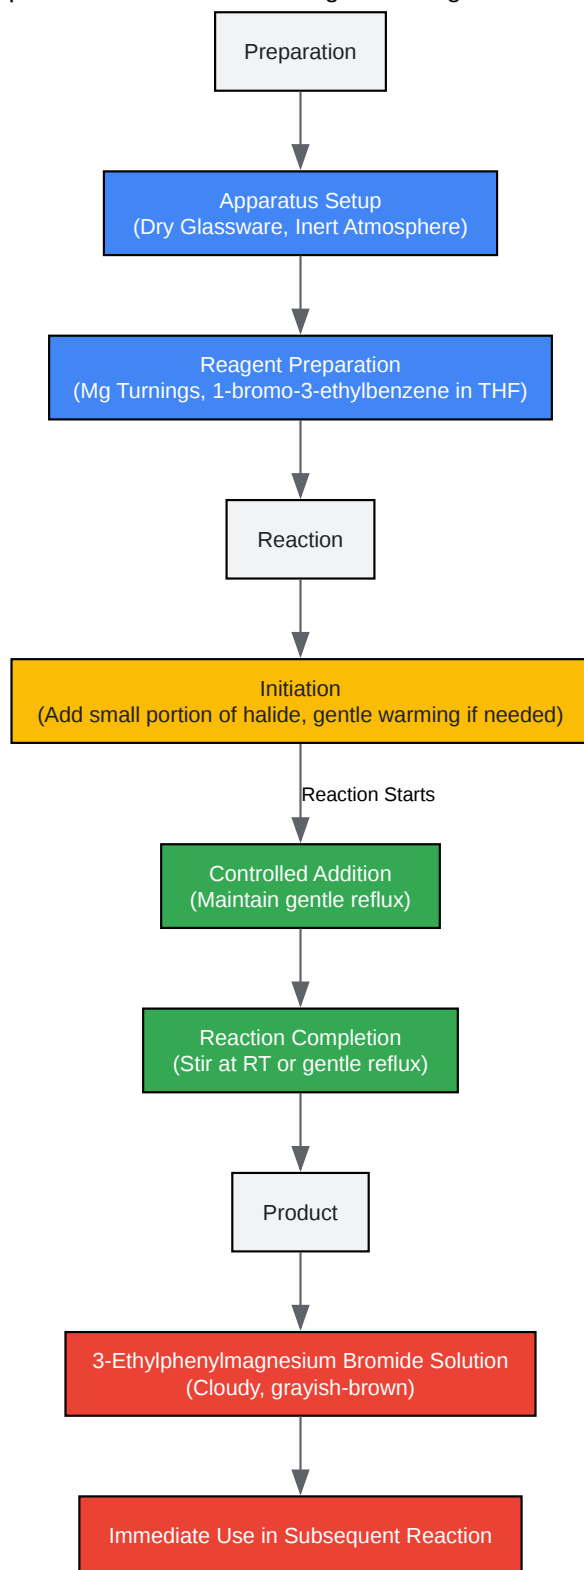 Preparation
Apparatus Setup
(Dry Glassware, Inert Atmosphere)
Reagent Preparation
(Mg Turnings, 1-bromo-3-ethylbenzene in THF)
Reaction
Initiation
(Add small portion of halide, gentle warming if needed)
Reaction Starts
Controlled Addition
(Maintain gentle reflux)
Reaction Completion
(Stir at RT or gentle reflux)
Product
3-Ethylphenylmagnesium Bromide Solution
(Cloudy, grayish-brown)
Immediate Use in Subsequent Reaction